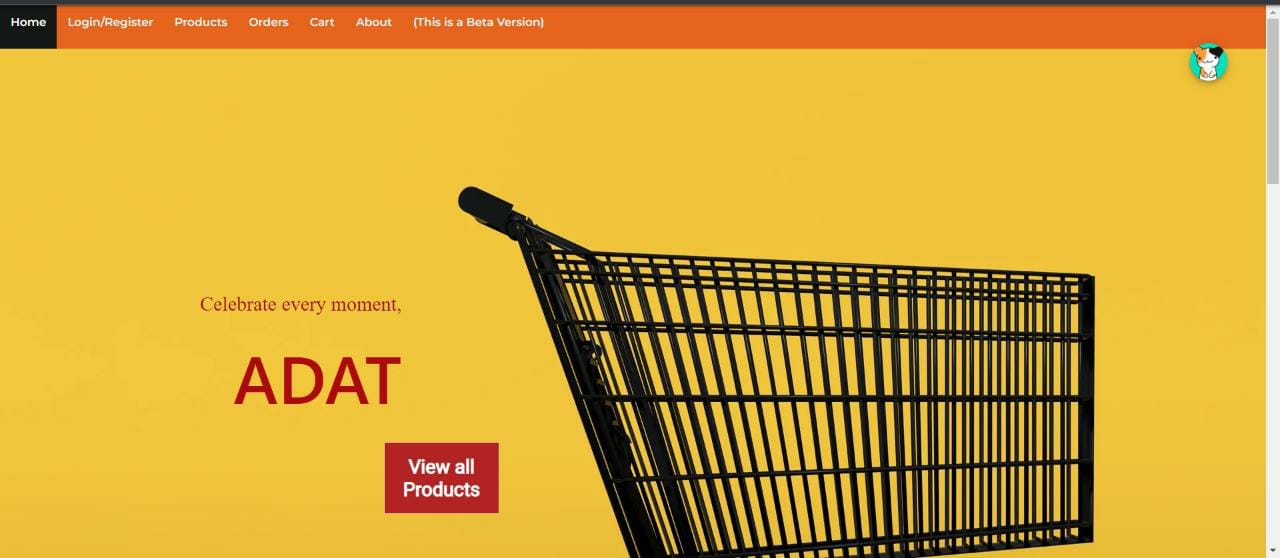 Home Login/Register Products Orders Cart About (This is a Beta Version)
Celebrate every moment,
ADAT
View all
Products